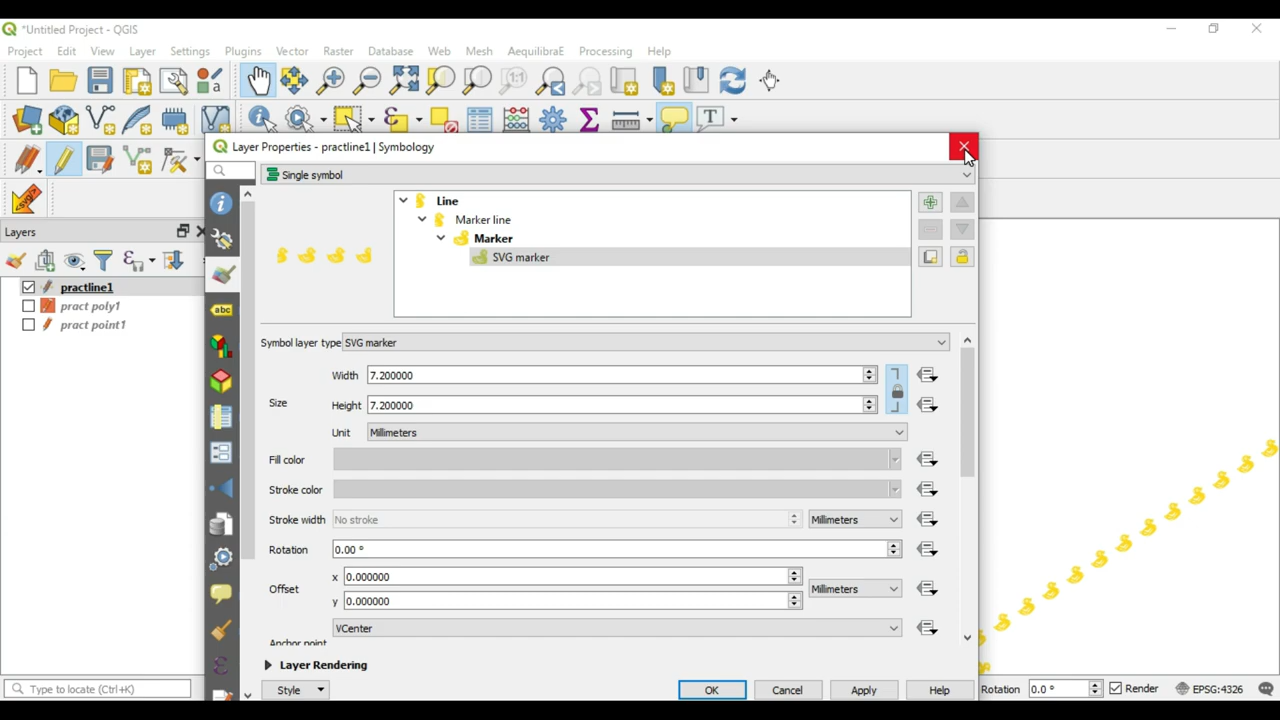 "Untitled Project - QGIS
Project Edit View Layer Settings Plugins Vector Raster Database Web Mesh AequilibraE Processing Help
Layer Properties - practline1 | Symbology
Single symbol
Layers
Line
Marker line
Marker
SVG marker
practline1
pract poly1
pract point1
abc
Symbol layer type SVG marker
Size
Width 7.200000
Height 7.200000
Unit Millimeters
Fill color
Stroke color
Stroke width No stroke Millimeters
Rotation 0.00 °
Offset
x 0.000000
Millimeters
y 0.000000
VCenter
Anchor point
Layer Rendering
Style OK Cancel Apply Help
Type to locate (Ctrl+K) Rotation 0.0 ° Render EPSG:4326